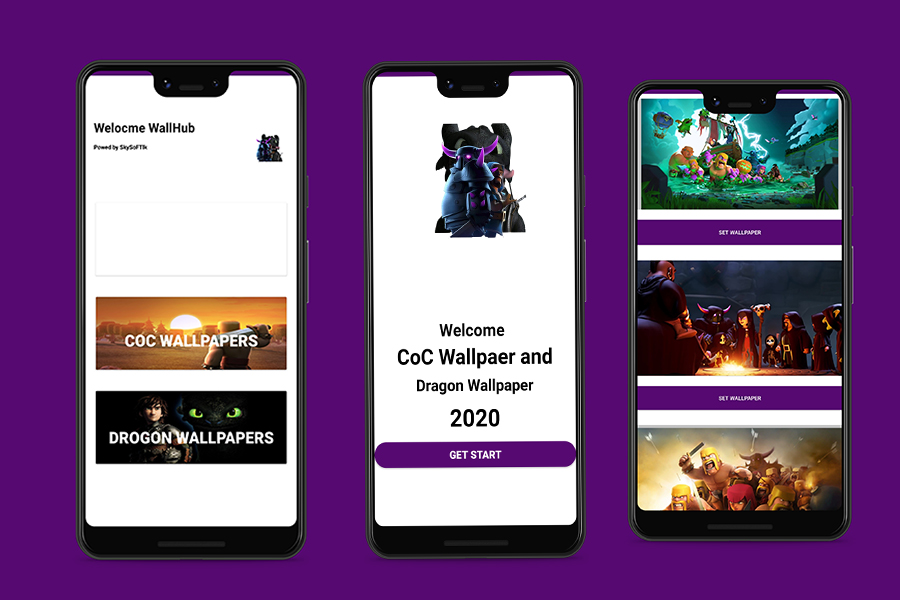 Welocme WallHub
Powed by SkySoFTTk
COC WALLPAPERS
DROGON WALLPAPERS
Welcome
CoC Wallpaer and
Dragon Wallpaper
2020
GET START
SET WALLPAPER
SET WALLPAPER